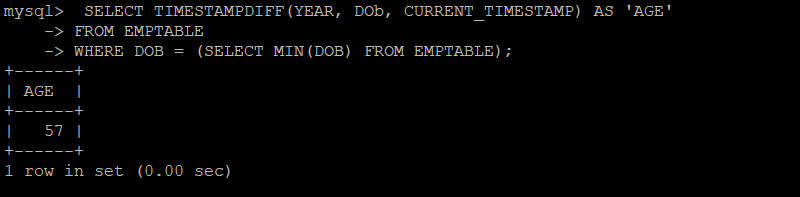 mysql>  SELECT TIMESTAMPDIFF(YEAR, DOb, CURRENT_TIMESTAMP) AS 'AGE'
    -> FROM EMPTABLE
    -> WHERE DOB = (SELECT MIN(DOB) FROM EMPTABLE);
+------+
| AGE  |
+------+
|   57 |
+------+
1 row in set (0.00 sec)